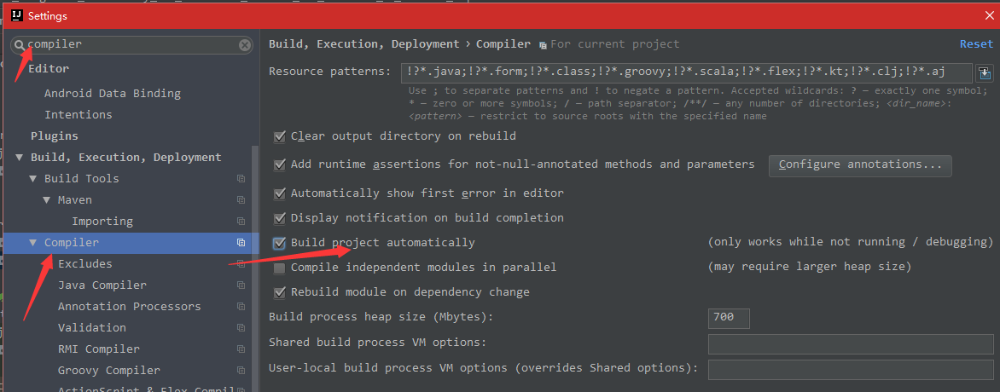 Settings
compiler
Editor
Android Data Binding
Intentions
Plugins
Build, Execution, Deployment
Build Tools
Maven
Importing
Compiler
Excludes
Java Compiler
Annotation Processors
Validation
RMI Compiler
Groovy Compiler
ActionScript & Flex Compil
Build, Execution, Deployment › Compiler For current project Reset
Resource patterns: !?*.java;!?*.form;!?*.class;!?*.groovy;!?*.scala;!?*.flex;!?*.kt;!?*.clj;!?*.aj
Use ; to separate patterns and ! to negate a pattern. Accepted wildcards: ? — exactly one symbol;
* — zero or more symbols; / — path separator; /**/ — any number of directories; <dir_name>:
<pattern> — restrict to source roots with the specified name
Clear output directory on rebuild
Add runtime assertions for not-null-annotated methods and parameters Configure annotations...
Automatically show first error in editor
Display notification on build completion
Build project automatically (only works while not running / debugging)
Compile independent modules in parallel (may require larger heap size)
Rebuild module on dependency change
Build process heap size (Mbytes): 700
Shared build process VM options:
User-local build process VM options (overrides Shared options):